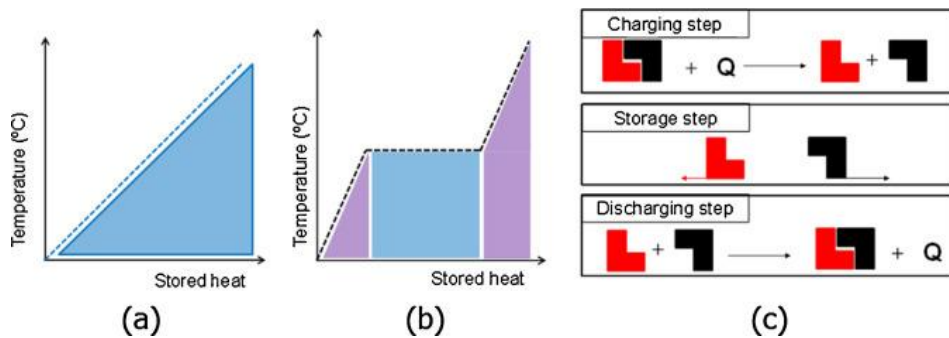 Temperature (ºC)
Stored heat
(a)
Temperature (ºC)
Stored heat
(b)
Charging step
+ Q
+
Storage step
Discharging step
+
+ Q
(c)